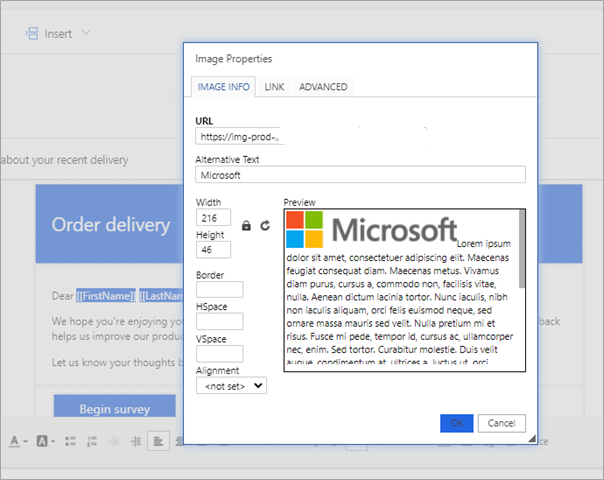 Insert
Image Properties
IMAGE INFO
LINK
ADVANCED
URL
https://img-prod-..
about your recent delivery
Alternative Text
Microsoft
Width
216
Height
46
Border
HSpace
VSpace
Alignment
<not set>
Preview
Microsoft Lorem ipsum
dolor sit amet, consectetuer adipiscing elit. Maecenas
feugiat consequat diam. Maecenas metus. Vivamus
diam purus, cursus a, commodo non, facilisis vitae,
nulla. Aenean dictum lacinia tortor. Nunc iaculis, nibh
non iaculis aliquam, orci felis euismod neque, sed
ornare massa mauris sed velit. Nulla pretium mi et
risus. Fusce mi pede, tempor id, cursus ac, ullamcorper
nec, enim. Sed tortor. Curabitur molestie. Duis velit
augue, condimentum at, ultrices a, luctus ut, orci.
Order delivery
Dear [[FirstName]] [[LastNam
We hope you're enjoying yo
back
helps us improve our produ
Let us know your thoughts b
Begin survey
OK
Cancel
A
A